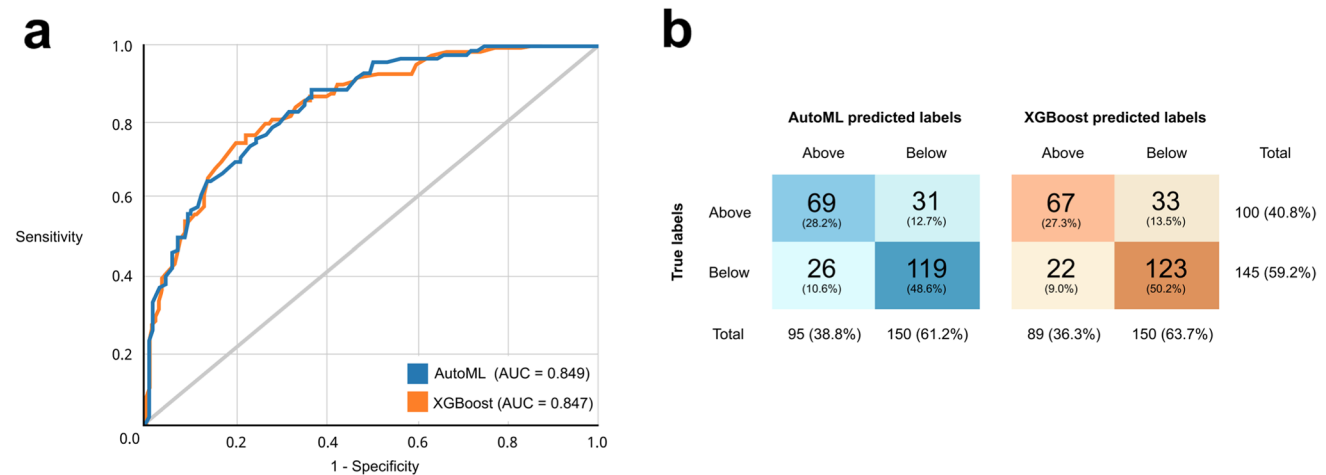 a
1.0
0.8
0.6
Sensitivity
0.4
0.2
0.0
0.2
0.4
0.6
0.8
1.0
1 - Specificity
AutoML (AUC = 0.849)
XGBoost (AUC = 0.847)
b
AutoML predicted labels XGBoost predicted labels
Above Below Above Below Total
True labels
Above 69 31 67 33 100 (40.8%)
(28.2%) (12.7%) (27.3%) (13.5%)
Below 26 119 22 123 145 (59.2%)
(10.6%) (48.6%) (9.0%) (50.2%)
Total 95 (38.8%) 150 (61.2%) 89 (36.3%) 150 (63.7%)